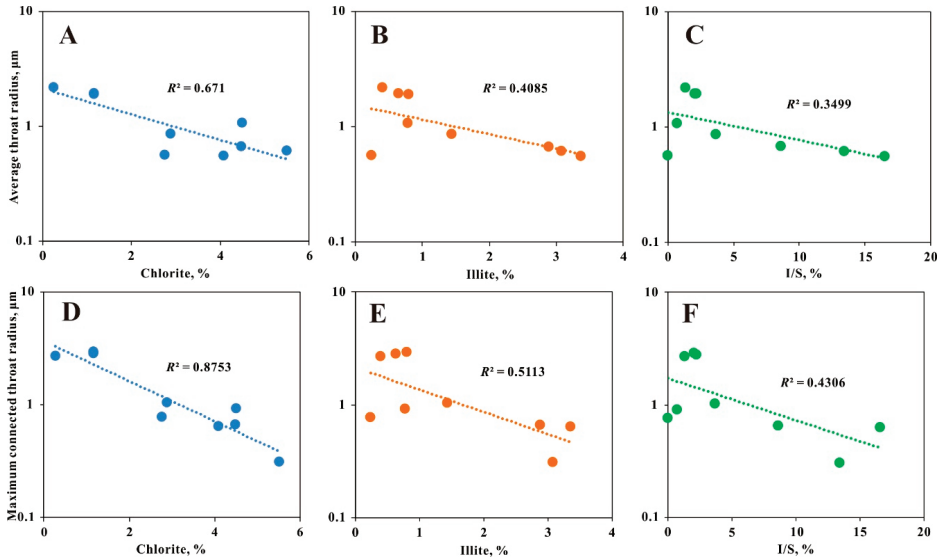 A
B
C
Average throat radius, μm
10
1
0.1
R² = 0.671
0 2 4 6
Chlorite, %
10
1
0.1
R² = 0.4085
0 1 2 3 4
Illite, %
10
1
0.1
R² = 0.3499
0 5 10 15 20
I/S, %
D
E
F
Maximum connected throat radius, μm
10
1
0.1
R² = 0.8753
0 2 4 6
Chlorite, %
10
1
0.1
R² = 0.5113
0 1 2 3 4
Illite, %
10
1
0.1
R² = 0.4306
0 5 10 15 20
I/S, %